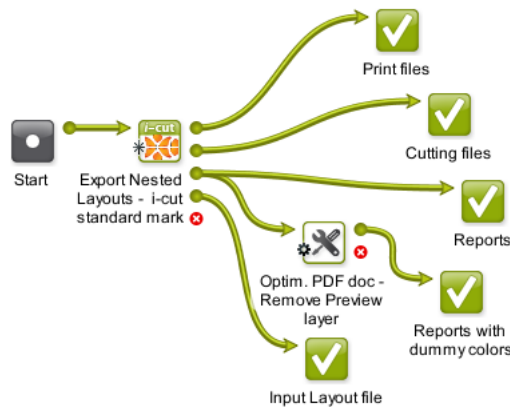 Print files
i-cut
Start
Cutting files
Export Nested
Layouts - i-cut
standard mark
Reports
Optim. PDF doc -
Remove Preview
layer
Reports with
dummy colors
Input Layout file